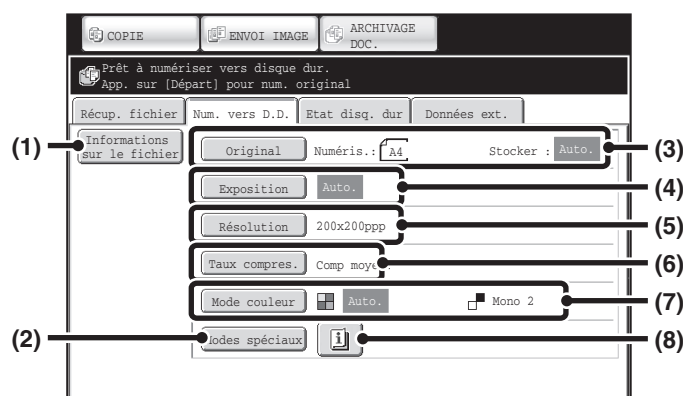 COPIE
ENVOI IMAGE
ARCHIVAGE
DOC.
Prêt à numériser vers disque dur.
App. sur [Départ] pour num. original
Récup. fichier
Num. vers D.D.
Etat disq. dur
Données ext.
(1)
Informations
sur le fichier
Original
Numéris.:
A4
Stocker :
Auto.
(3)
Exposition
Auto.
(4)
Résolution
200x200ppp
(5)
Taux compres.
Comp
(6)
Mode couleur
Auto.
Mono 2
(7)
(2)
spéciaux
(8)